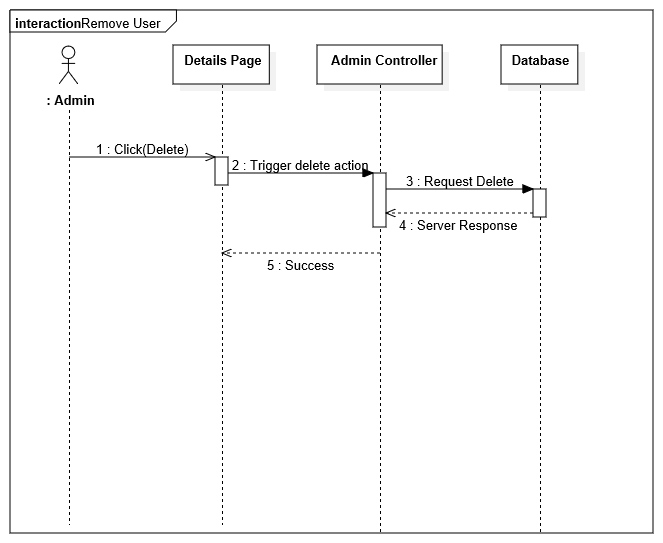 interactionRemove User
: Admin
Details Page
Admin Controller
Database
1 : Click(Delete)
2 : Trigger delete action
3 : Request Delete
4 : Server Response
5 : Success